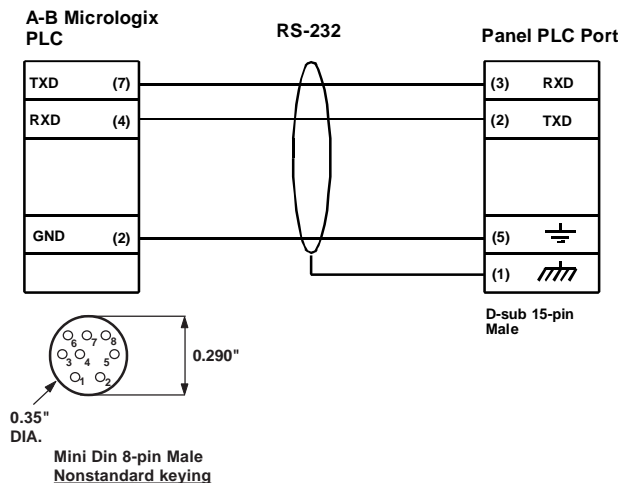 A-B Micrologix
PLC
RS-232
Panel PLC Port
TXD (7)
(3) RXD
RXD (4)
(2) TXD
GND (2)
(5)
(1)
D-sub 15-pin
Male
6 7 8
3 4 5
1 2
0.290"
0.35"
DIA.
Mini Din 8-pin Male
Nonstandard keying